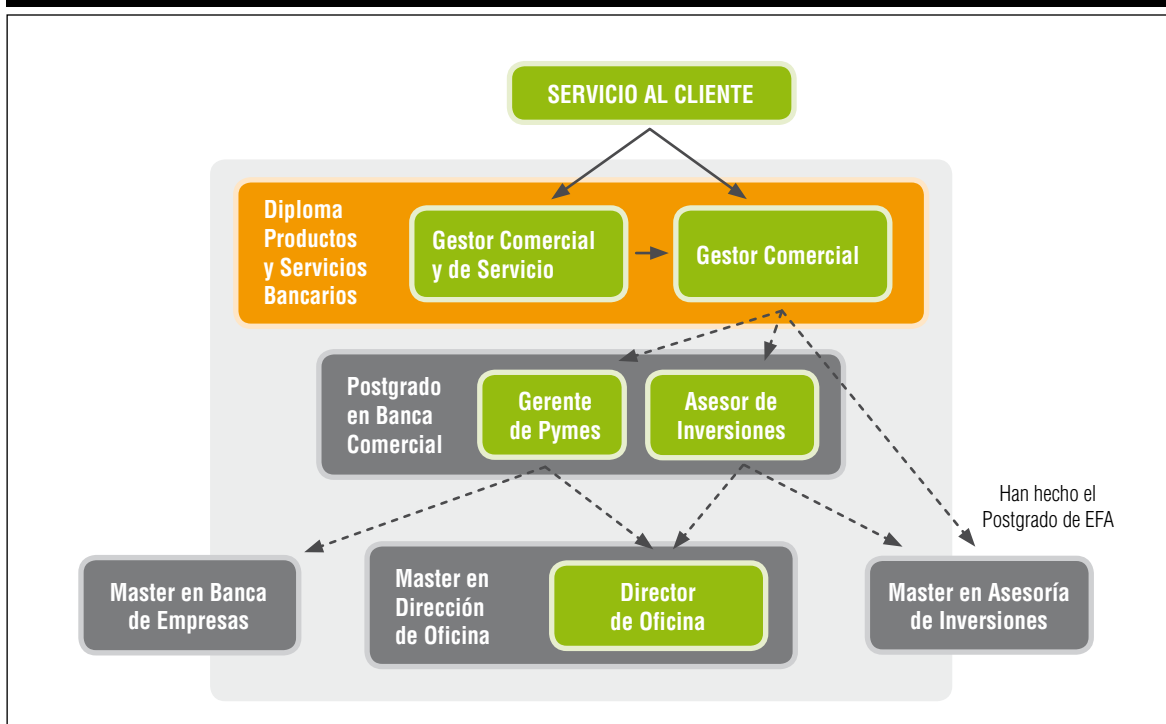 SERVICIO AL CLIENTE
Diploma
Productos
y Servicios
Bancarios
Gestor Comercial
y de Servicio
Gestor Comercial
Postgrado
en Banca
Comercial
Gerente
de Pymes
Asesor de
Inversiones
Han hecho el
Postgrado de EFA
Master en Banca
de Empresas
Master en
Dirección
de Oficina
Director
de Oficina
Master en Asesoría
de Inversiones